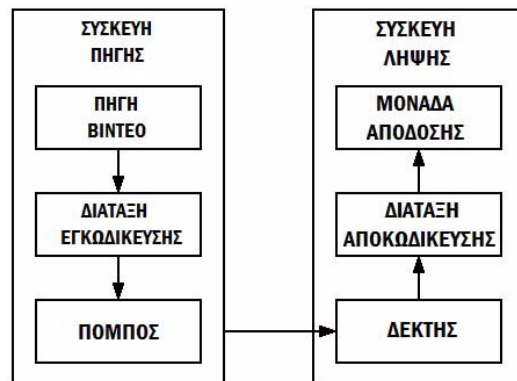 ΣΥΣΚΕΥΗ
ΠΗΓΗΣ
ΠΗΓΗ
ΒΙΝΤΕΟ
ΔΙΑΤΑΞΗ
ΕΓΚΩΔΙΚΕΥΣΗΣ
ΠΟΜΠΟΣ
ΣΥΣΚΕΥΗ
ΛΗΨΗΣ
ΜΟΝΑΔΑ
ΑΠΟΔΟΣΗΣ
ΔΙΑΤΑΞΗ
ΑΠΟΚΩΔΙΚΕΥΣΗΣ
ΔΕΚΤΗΣ